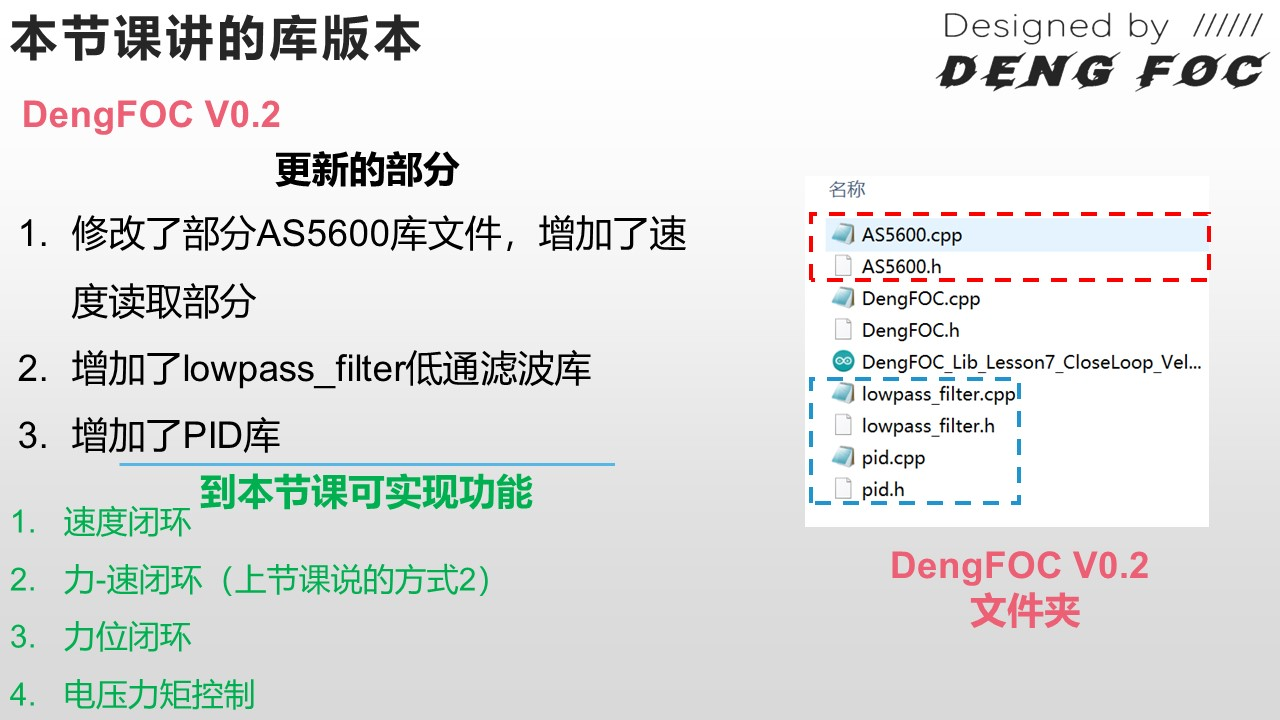 本节课讲的库版本
Designed by //////
DENG FOC
DengFOC V0.2
更新的部分
1. 修改了部分AS5600库文件，增加了速
度读取部分
2. 增加了lowpass_filter低通滤波库
3. 增加了PID库
到本节课可实现功能
1. 速度闭环
2. 力-速闭环（上节课说的方式2）
3. 力位闭环
4. 电压力矩控制
名称
AS5600.cpp
AS5600.h
DengFOC.cpp
DengFOC.h
DengFOC_Lib_Lesson7_CloseLoop_Vel...
lowpass_filter.cpp
lowpass_filter.h
pid.cpp
pid.h
DengFOC V0.2
文件夹